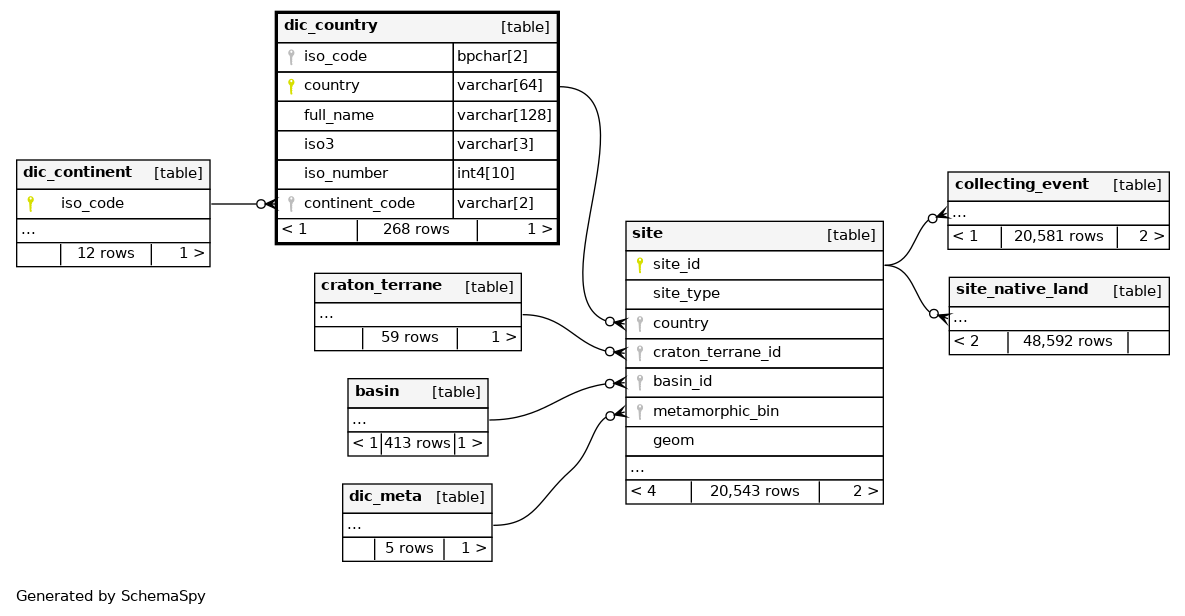 dic_country [table]
iso_code bpchar[2]
country varchar[64]
full_name varchar[128]
iso3 varchar[3]
iso_number int4[10]
continent_code varchar[2]
< 1 268 rows 1 >
dic_continent [table]
iso_code
...
12 rows 1 >
craton_terrane [table]
...
59 rows 1 >
basin [table]
...
< 1 413 rows 1 >
dic_meta [table]
...
5 rows 1 >
site [table]
site_id
site_type
country
craton_terrane_id
basin_id
metamorphic_bin
geom
...
< 4 20,543 rows 2 >
collecting_event [table]
...
< 1 20,581 rows 2 >
site_native_land [table]
...
< 2 48,592 rows
Generated by SchemaSpy